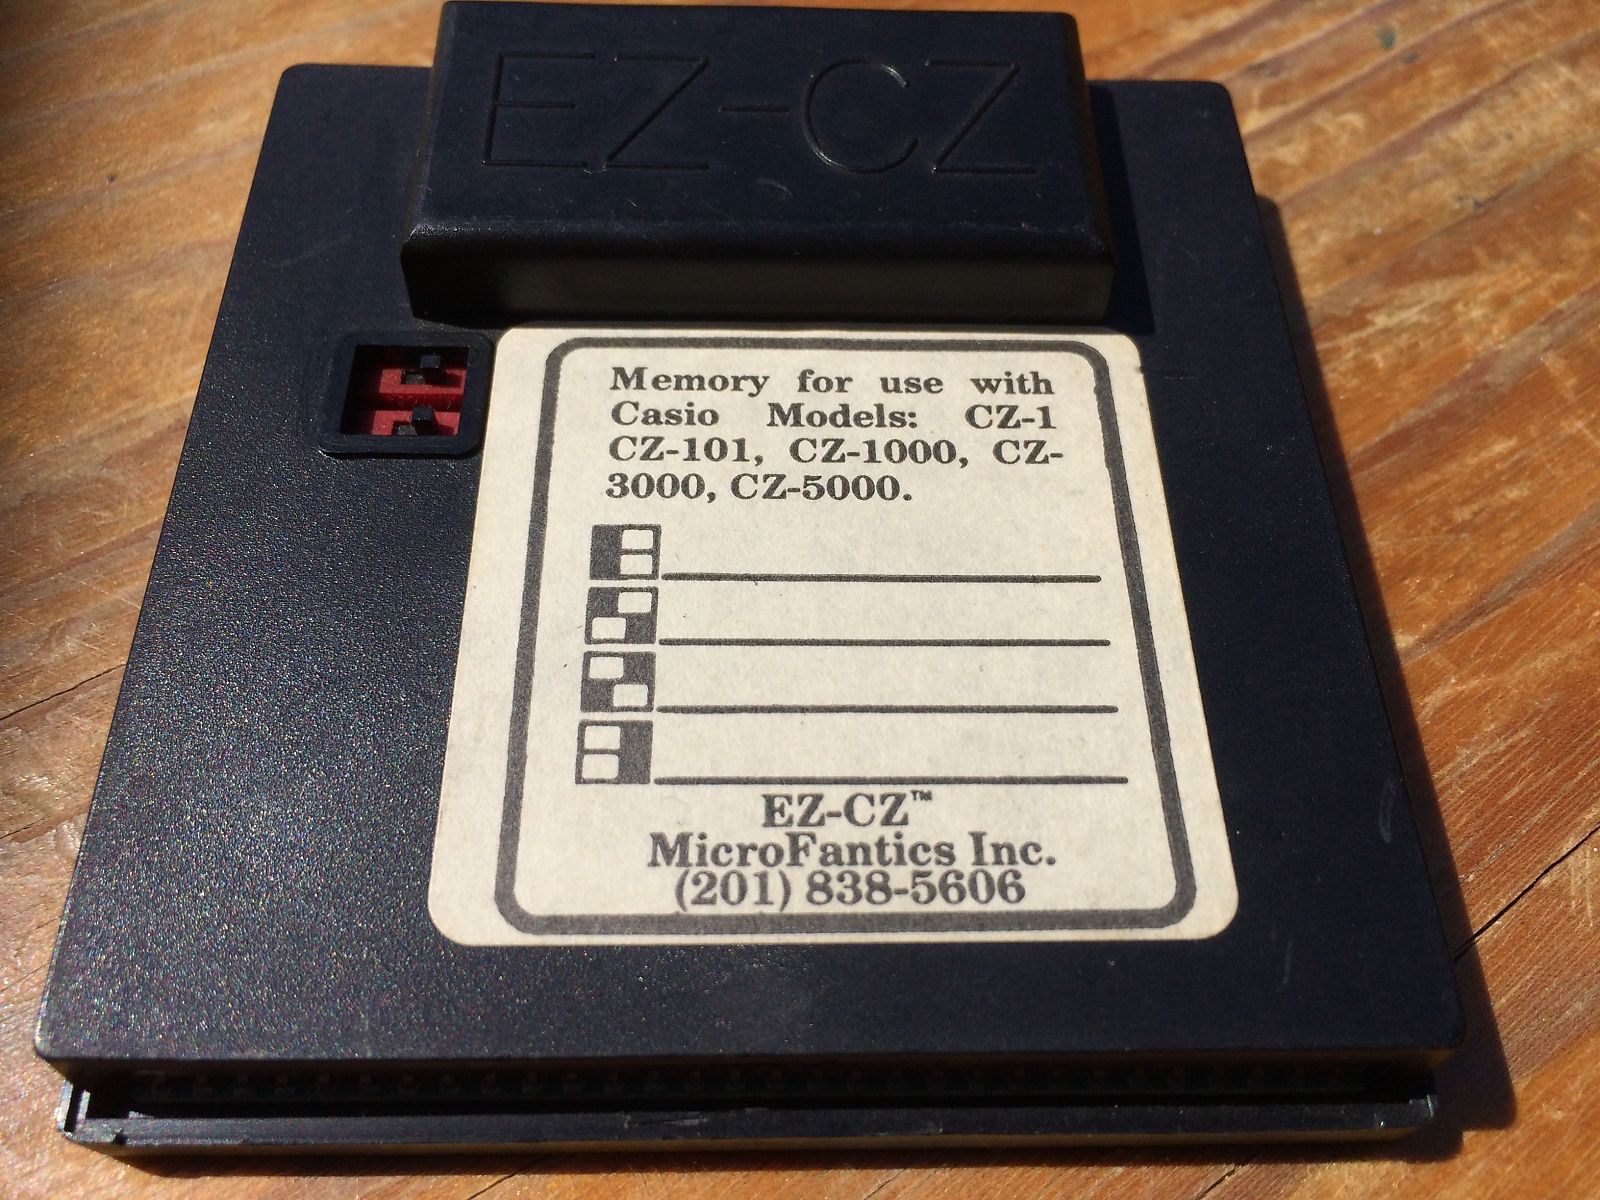 EZ-CZ
Memory for use with
Casio Models: CZ-1
CZ-101, CZ-1000, CZ-
3000, CZ-5000.
EZ-CZ™
MicroFantics Inc.
(201) 838-5606